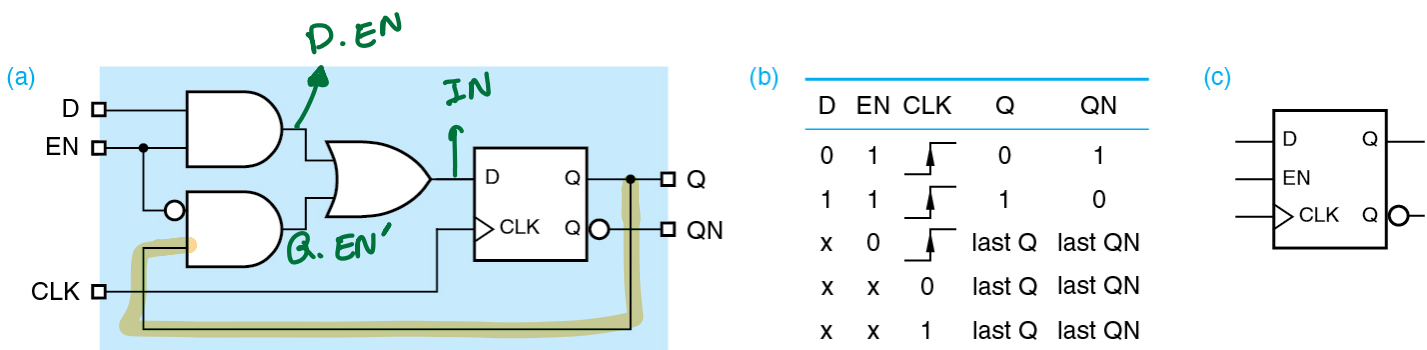 (a)
D.EN
IN
D
EN
D Q
CLK Q
Q
QN
Q.EN'
CLK
(b)
D EN CLK Q QN
0 1 0 1
1 1 1 0
x 0 last Q last QN
x x 0 last Q last QN
x x 1 last Q last QN
(c)
D Q
EN
CLK Q